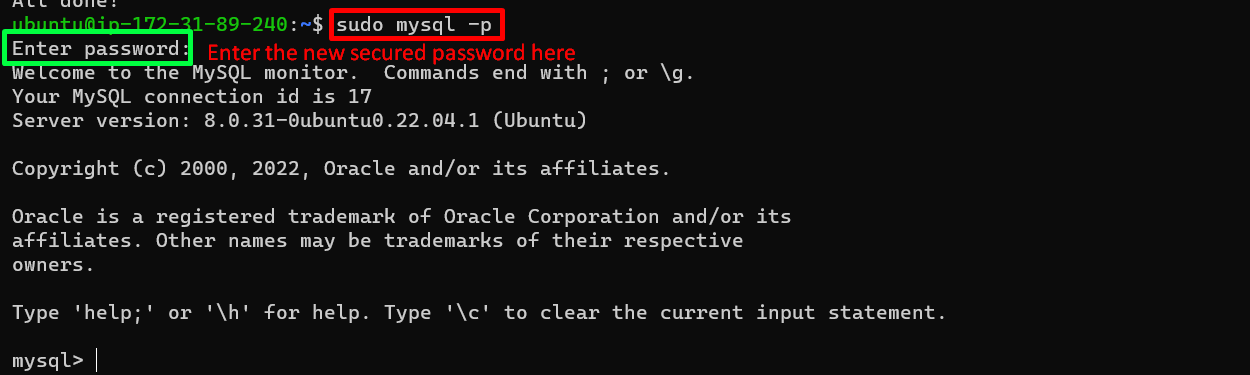 All done!
ubuntu@ip-172-31-89-240:~$ sudo mysql -p
Enter password: Enter the new secured password here
Welcome to the MySQL monitor.  Commands end with ; or \g.
Your MySQL connection id is 17
Server version: 8.0.31-0ubuntu0.22.04.1 (Ubuntu)
Copyright (c) 2000, 2022, Oracle and/or its affiliates.
Oracle is a registered trademark of Oracle Corporation and/or its
affiliates. Other names may be trademarks of their respective
owners.
Type 'help;' or '\h' for help. Type '\c' to clear the current input statement.
mysql>